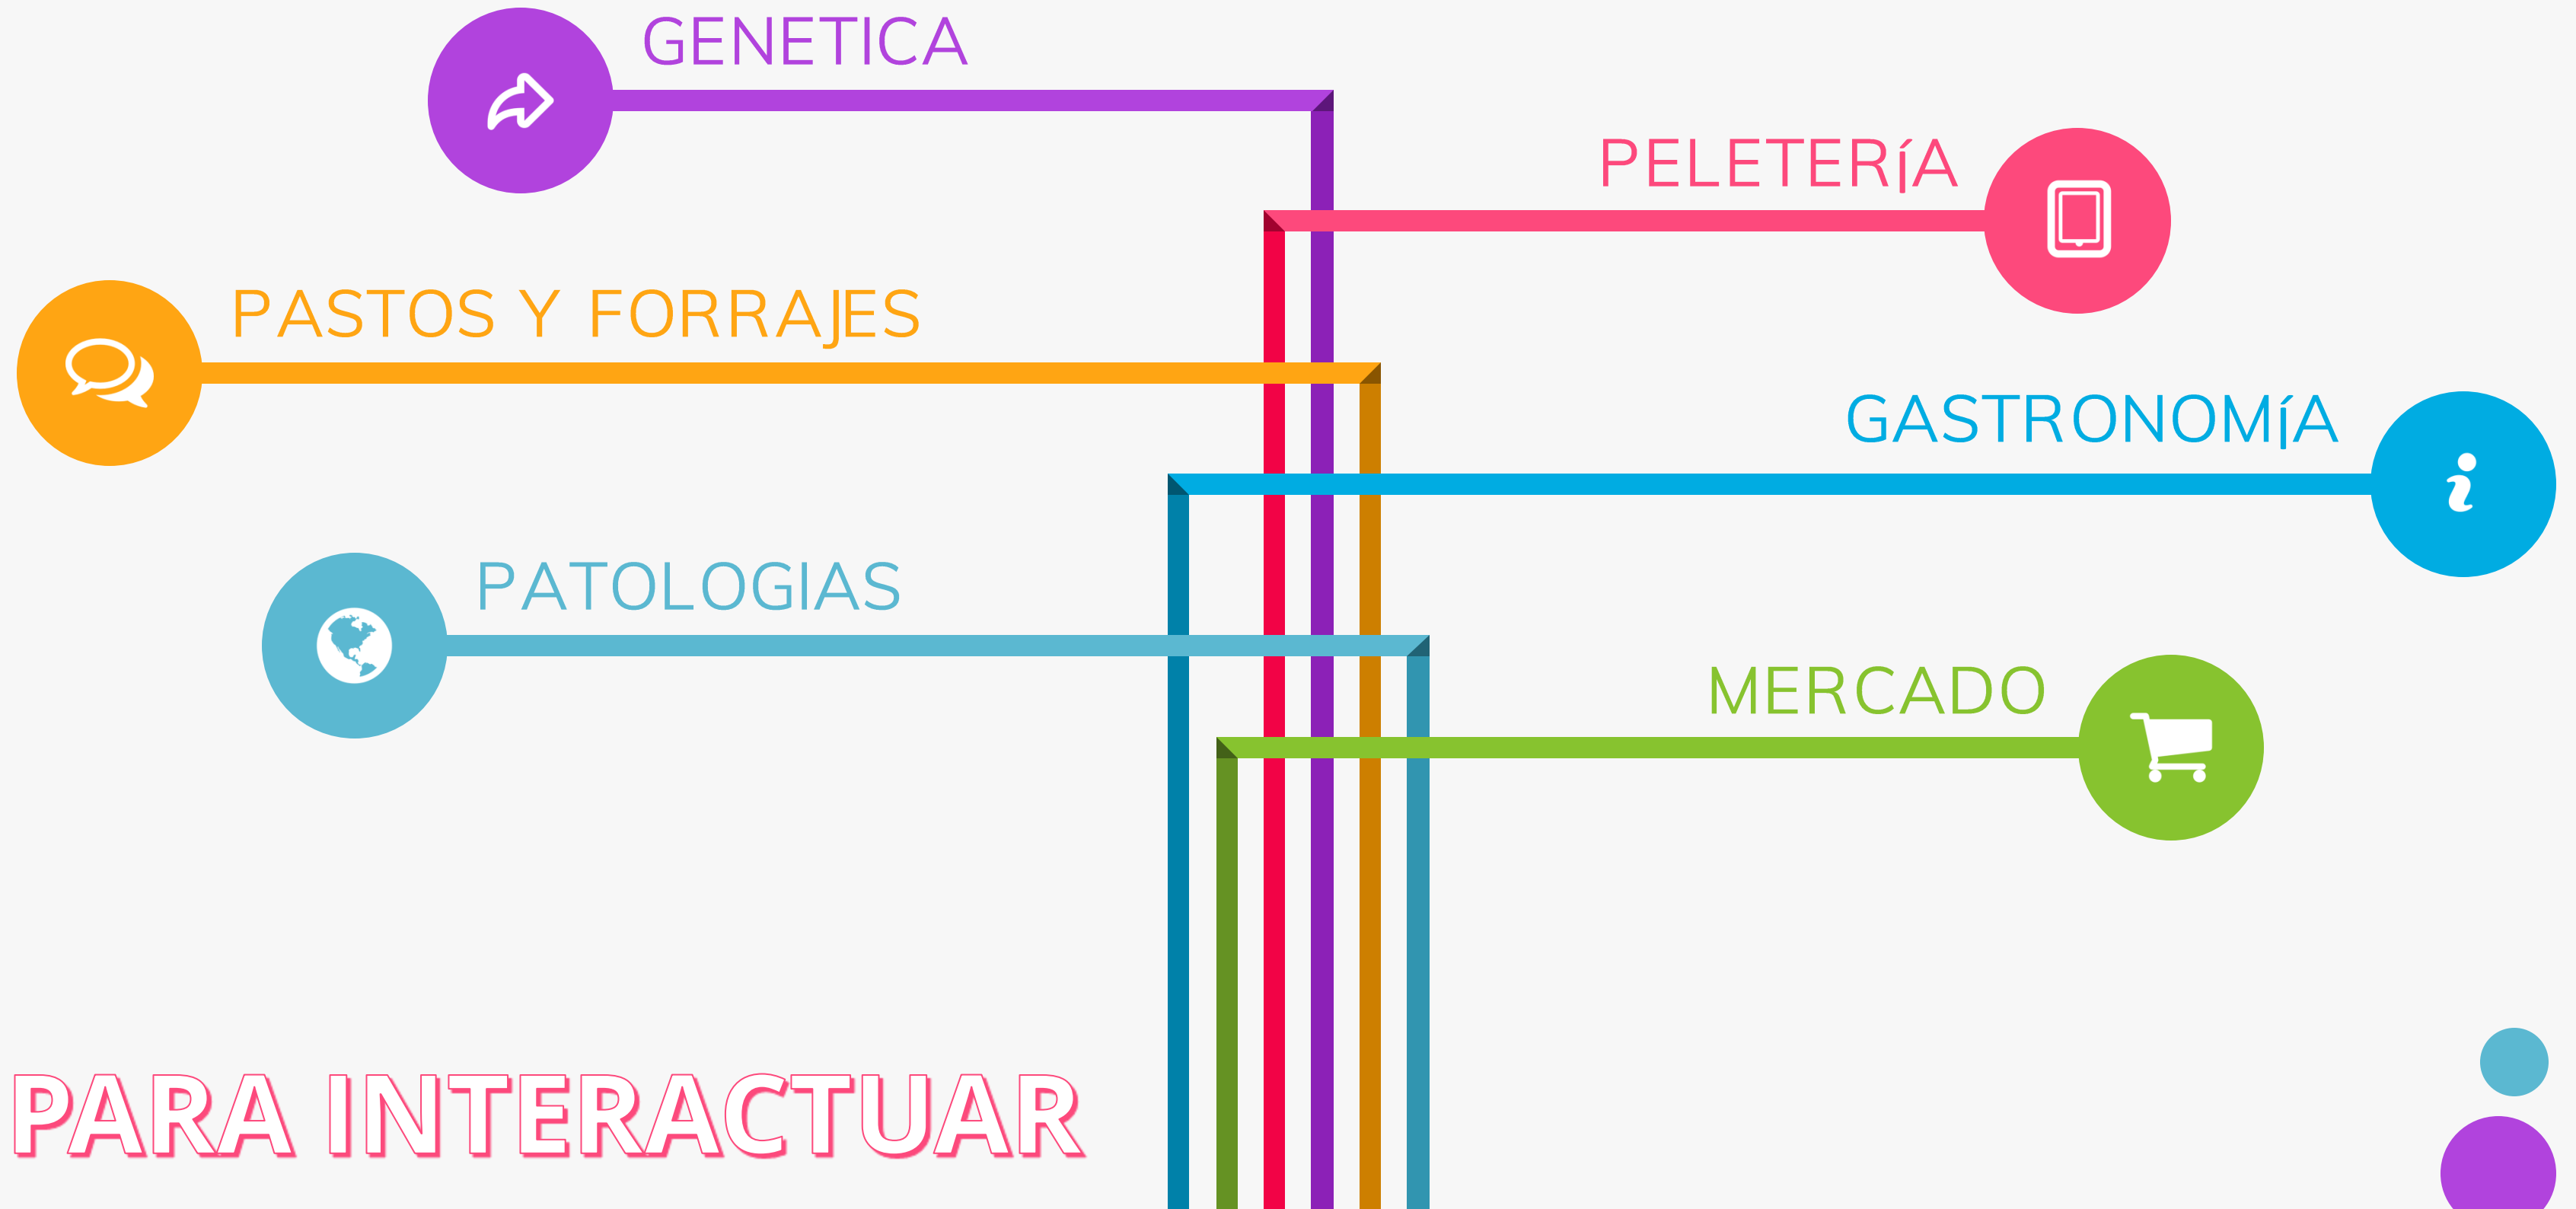 GENETICA
PELETERíA
PASTOS Y FORRAJES
GASTRONOMíA
PATOLOGIAS
MERCADO
PARA INTERACTUAR